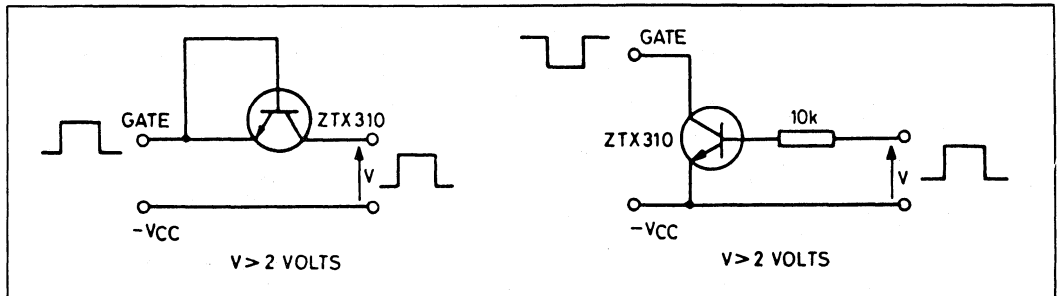 GATE
ZTX310
V
-VCC
V > 2 VOLTS
GATE
ZTX310
10k
V
-VCC
V > 2 VOLTS